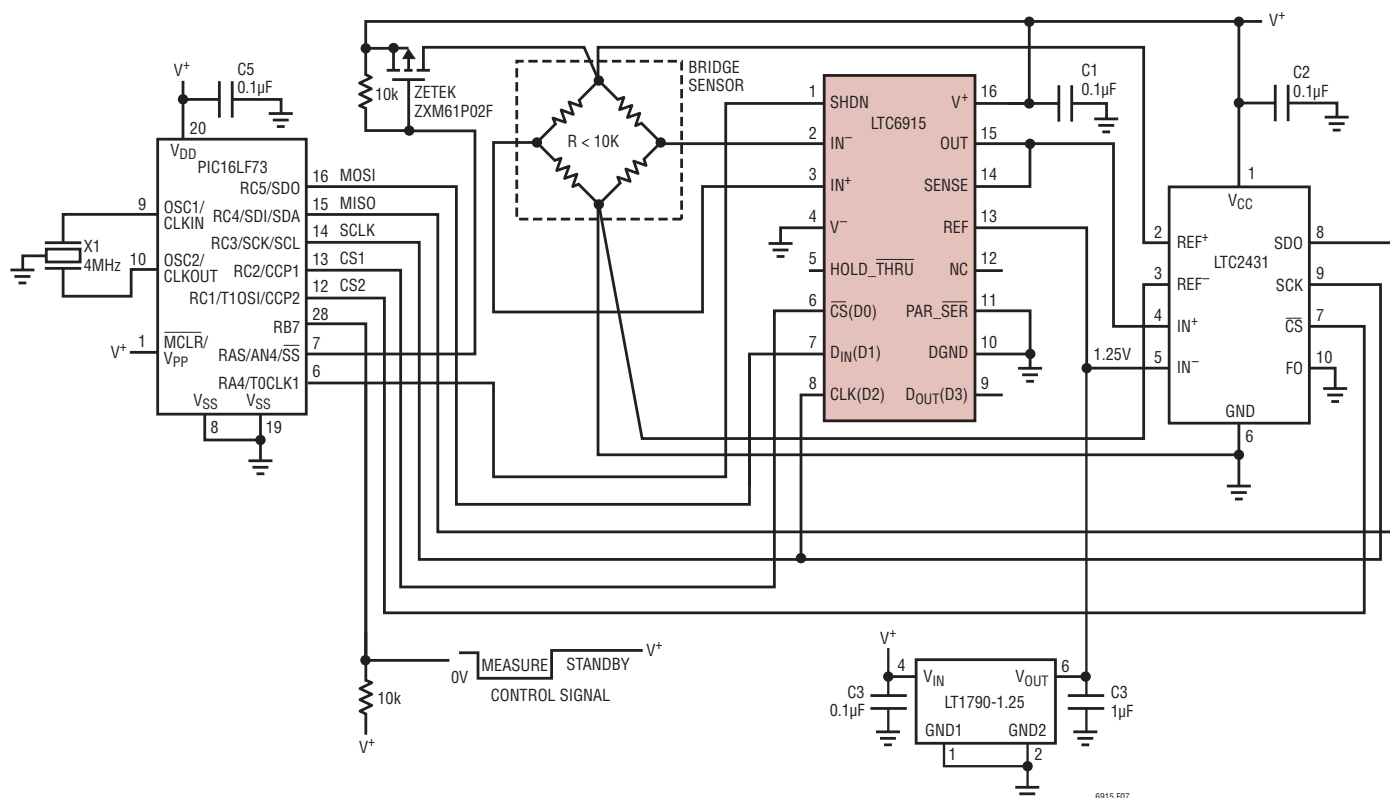 V+
C5
0.1µF
20
VDD
PIC16LF73
RC5/SDO
RC4/SDI/SDA
RC3/SCK/SCL
RC2/CCP1
RC1/T1OSI/CCP2
RB7
RAS/AN4/SS
RA4/T0CLK1
16 MOSI
15 MISO
14 SCLK
13 CS1
12 CS2
28
7
6
9
OSC1/
CLKIN
10
OSC2/
CLKOUT
X1
4MHz
V+
1
MCLR/
VPP
VSS
VSS
8
19
10k
ZETEK
ZXM61P02F
BRIDGE
SENSOR
R < 10K
LTC6915
1
SHDN
2
IN−
3
IN+
4
V−
5
HOLD_THRU
6
CS(D0)
7
DIN(D1)
8
CLK(D2)
V+
16
OUT
15
SENSE
14
REF
13
NC
12
PAR_SER
11
DGND
10
DOUT(D3)
9
V+
C1
0.1µF
C2
0.1µF
1
VCC
LTC2431
2
REF+
3
REF−
4
IN+
5
IN−
SDO
8
SCK
9
CS
7
FO
10
GND
6
1.25V
0V
MEASURE
STANDBY
V+
CONTROL SIGNAL
10k
V+
V+
4
VIN
VOUT
6
LT1790-1.25
GND1
GND2
1
2
C3
0.1µF
C3
1µF
6915 F07